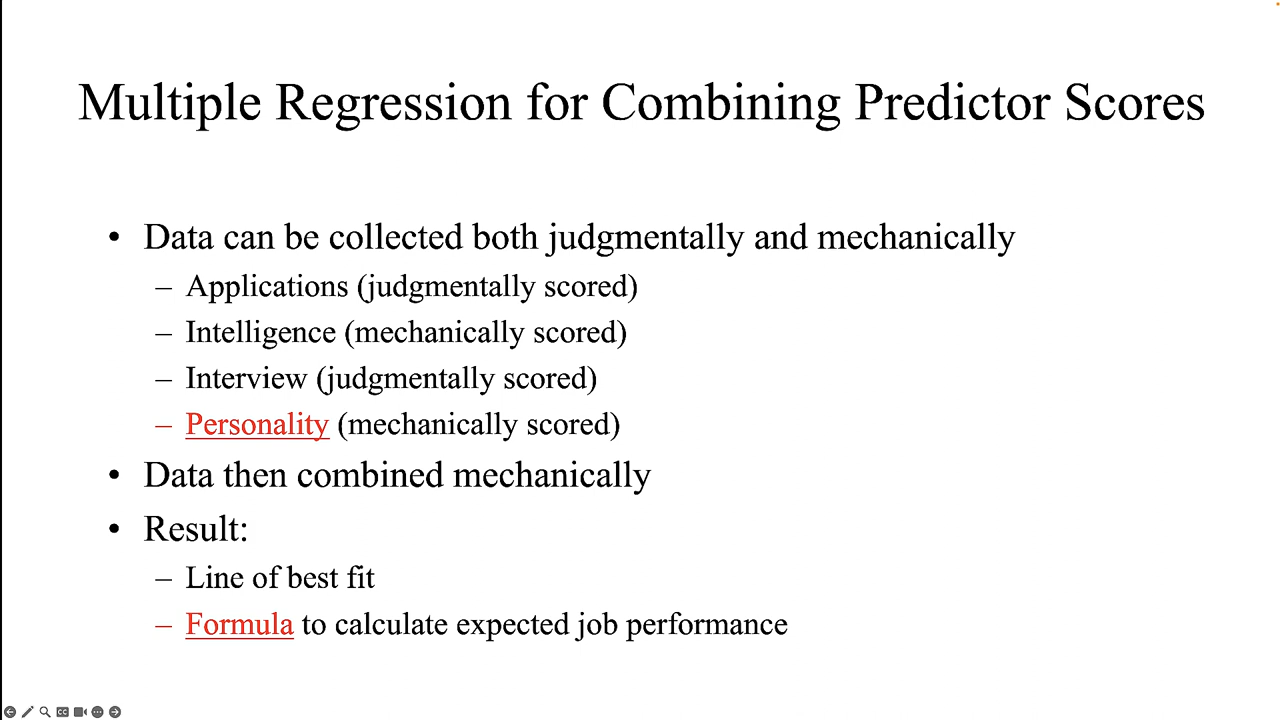 Multiple Regression for Combining Predictor Scores
• Data can be collected both judgmentally and mechanically
– Applications (judgmentally scored)
– Intelligence (mechanically scored)
– Interview (judgmentally scored)
– Personality (mechanically scored)
• Data then combined mechanically
• Result:
– Line of best fit
– Formula to calculate expected job performance